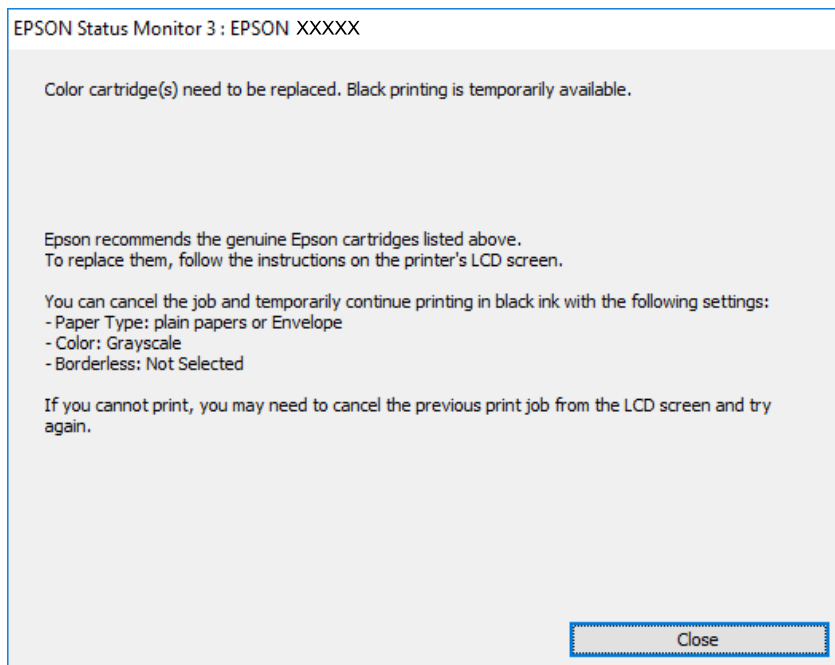 EPSON Status Monitor 3 : EPSON XXXXX
Color cartridge(s) need to be replaced. Black printing is temporarily available.
Epson recommends the genuine Epson cartridges listed above.
To replace them, follow the instructions on the printer's LCD screen.
You can cancel the job and temporarily continue printing in black ink with the following settings:
- Paper Type: plain papers or Envelope
- Color: Grayscale
- Borderless: Not Selected
If you cannot print, you may need to cancel the previous print job from the LCD screen and try
again.
Close